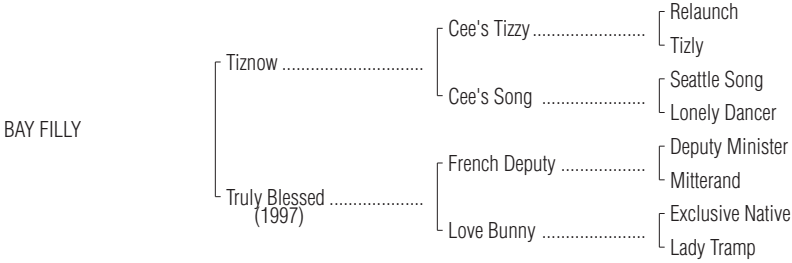 Relaunch
Cee's Tizzy ........................
Tizly
Tiznow ..............................
Seattle Song
Cee's Song ......................
Lonely Dancer
BAY FILLY
Deputy Minister
French Deputy ..................
Mitterand
Truly Blessed ....................
(1997)
Exclusive Native
Love Bunny ......................
Lady Tramp